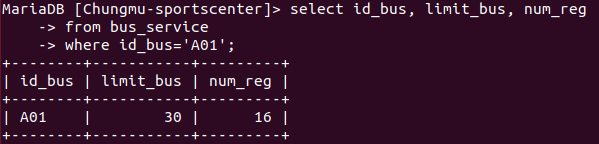 MariaDB [Chungmu-sportscenter]> select id_bus, limit_bus, num_reg
    -> from bus_service
    -> where id_bus='A01';
+--------+-----------+---------+
| id_bus | limit_bus | num_reg |
+--------+-----------+---------+
| A01    |        30 |      16 |
+--------+-----------+---------+